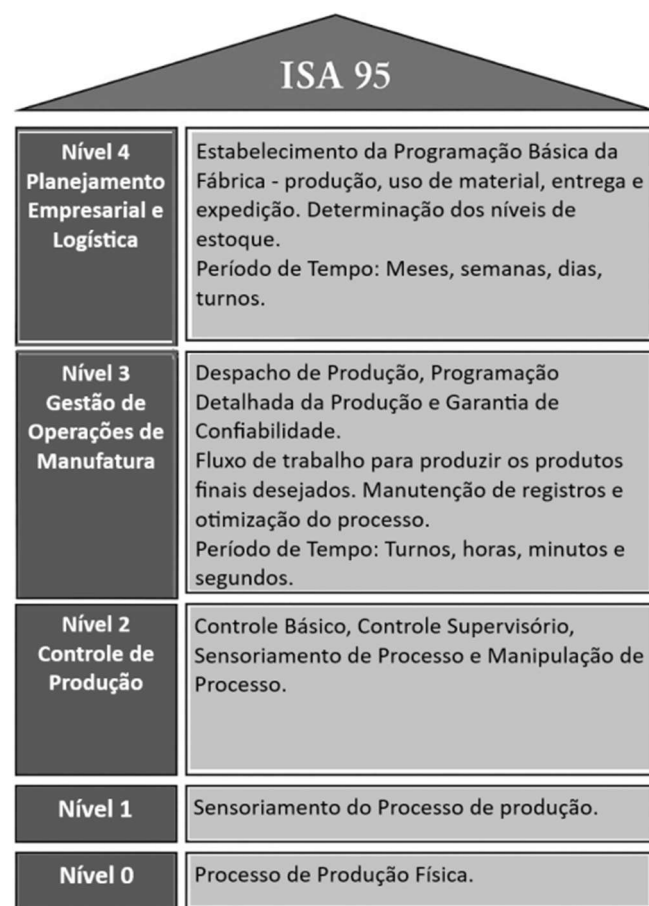 ISA 95
Nível 4
Planejamento
Empresarial e
Logística
Estabelecimento da Programação Básica da
Fábrica - produção, uso de material, entrega e
expedição. Determinação dos níveis de
estoque.
Período de Tempo: Meses, semanas, dias,
turnos.
Nível 3
Gestão de
Operações de
Manufatura
Despacho de Produção, Programação
Detalhada da Produção e Garantia de
Confiabilidade.
Fluxo de trabalho para produzir os produtos
finais desejados. Manutenção de registros e
otimização do processo.
Período de Tempo: Turnos, horas, minutos e
segundos.
Nível 2
Controle de
Produção
Controle Básico, Controle Supervisório,
Sensoriamento de Processo e Manipulação de
Processo.
Nível 1
Sensoriamento do Processo de produção.
Nível 0
Processo de Produção Física.